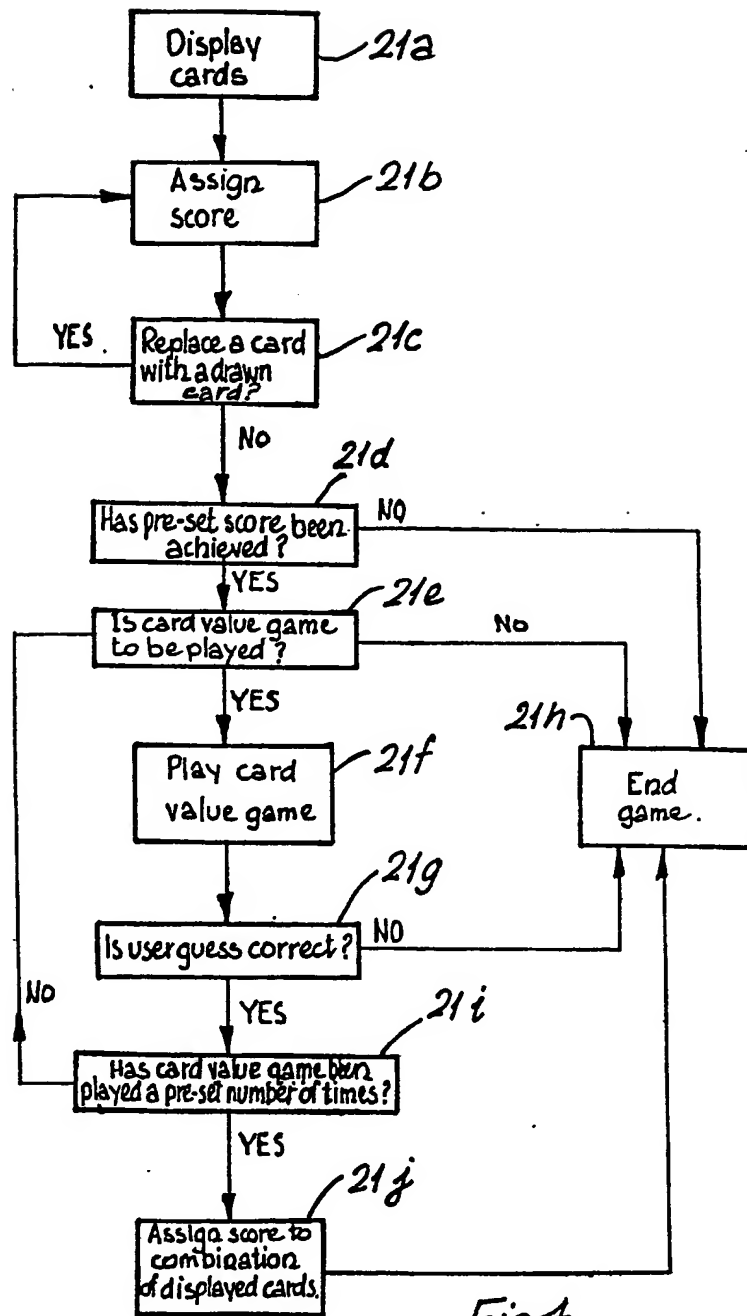 Display
cards
21a
Assign
score
21b
YES
Replace a card
with a drawn
card?
21c
NO
21d
Has pre-set score been
achieved?
NO
YES
21e
Is card value game
to be played?
No
YES
21h
Play card
value game
21f
End
game.
21g
Is user guess correct?
NO
NO
YES
21i
Has card value game been
played a pre-set number of times?
YES
21j
Assign score to
combination
of displayed cards.